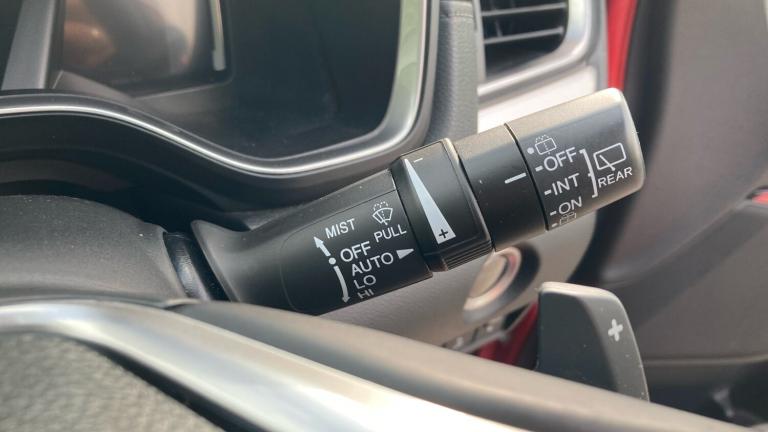 MIST
PULL
OFF
AUTO
LO
HI
-
+
-OFF
-INT
-ON
REAR
+